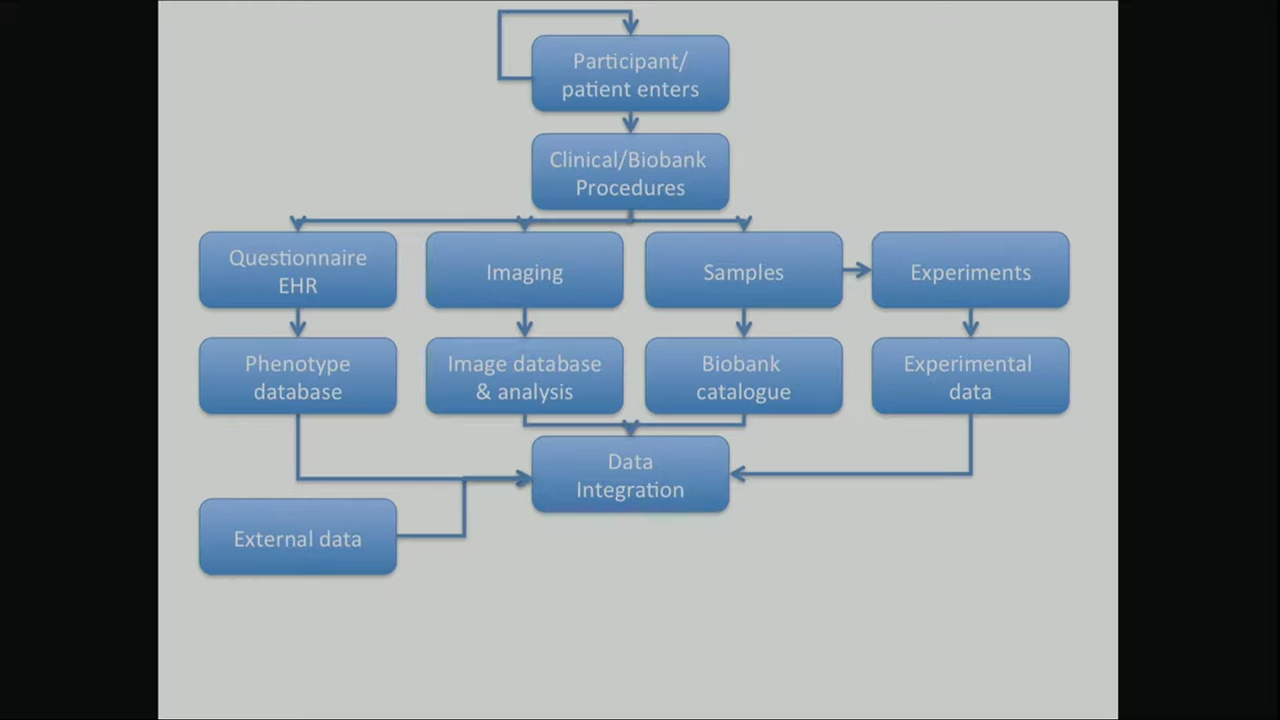 Participant/
patient enters
Clinical/Biobank
Procedures
Questionnaire
EHR
Imaging
Samples
Experiments
Phenotype
database
Image database
& analysis
Biobank
catalogue
Experimental
data
Data
Integration
External data